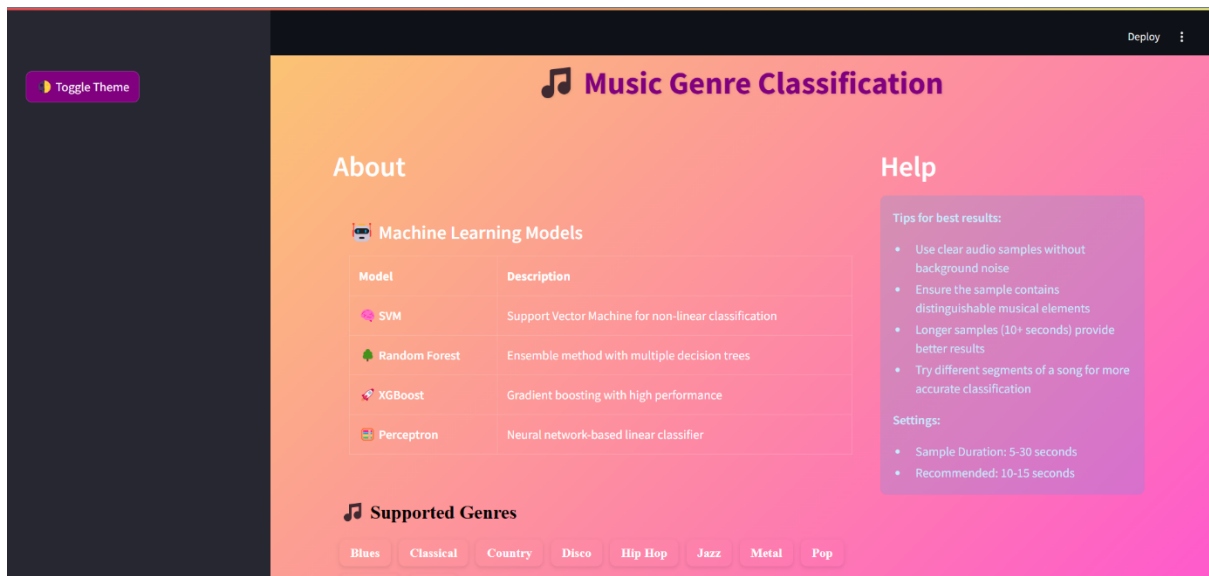 Deploy
Toggle Theme
Music Genre Classification
About
Machine Learning Models
Model Description
SVM Support Vector Machine for non-linear classification
Random Forest Ensemble method with multiple decision trees
XGBoost Gradient boosting with high performance
Perceptron Neural network-based linear classifier
Supported Genres
Blues Classical Country Disco Hip Hop Jazz Metal Pop
Help
Tips for best results:
• Use clear audio samples without
background noise
• Ensure the sample contains
distinguishable musical elements
• Longer samples (10+ seconds) provide
better results
• Try different segments of a song for more
accurate classification
Settings:
• Sample Duration: 5-30 seconds
• Recommended: 10-15 seconds